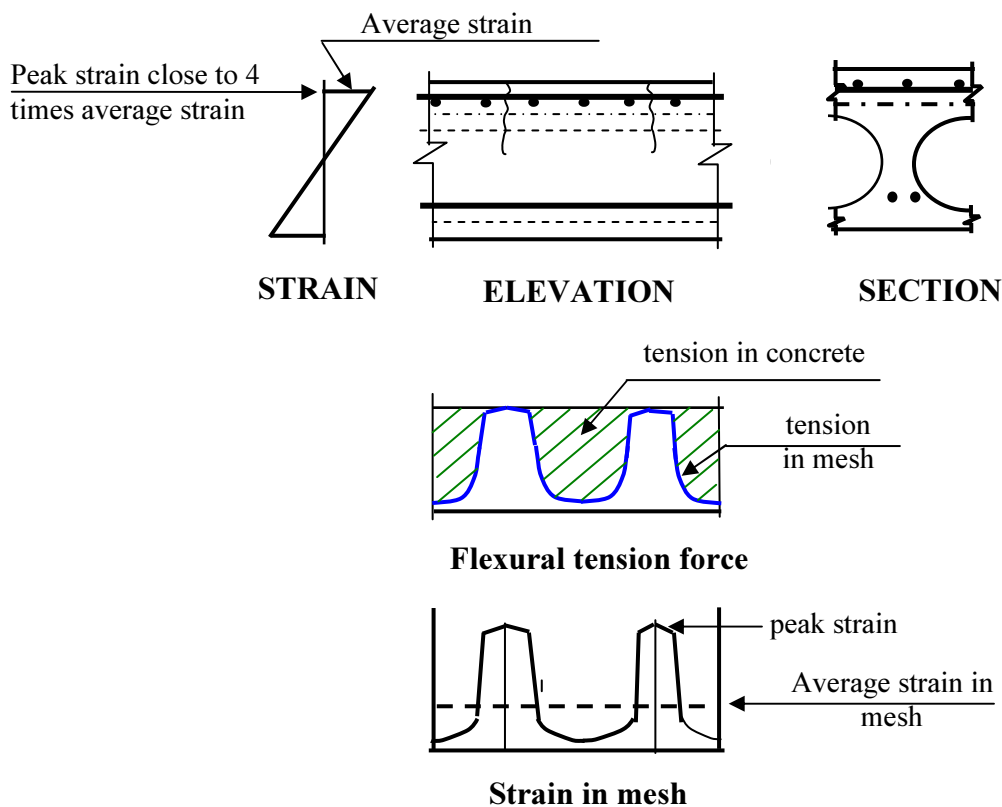 Average strain
Peak strain close to 4
times average strain
STRAIN
ELEVATION
SECTION
tension in concrete
tension
in mesh
Flexural tension force
peak strain
Average strain in
mesh
Strain in mesh